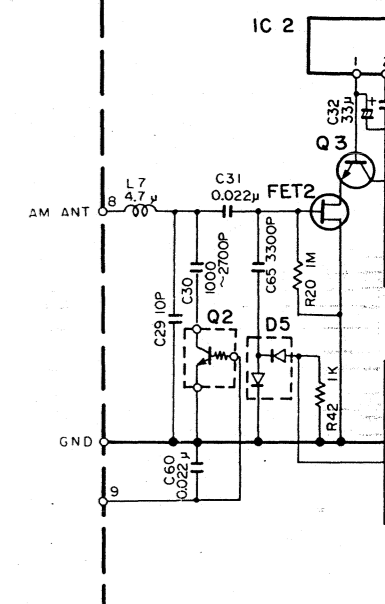 IC 2
1
C32
33μ
+
Q3
L7
4.7μ
C31
0.022μ
FET2
AM ANT
8
C30
1000
~2700P
C65 3300P
R20 1M
C29 10P
Q2
D5
R42 1K
GND
C60
0.022μ
9